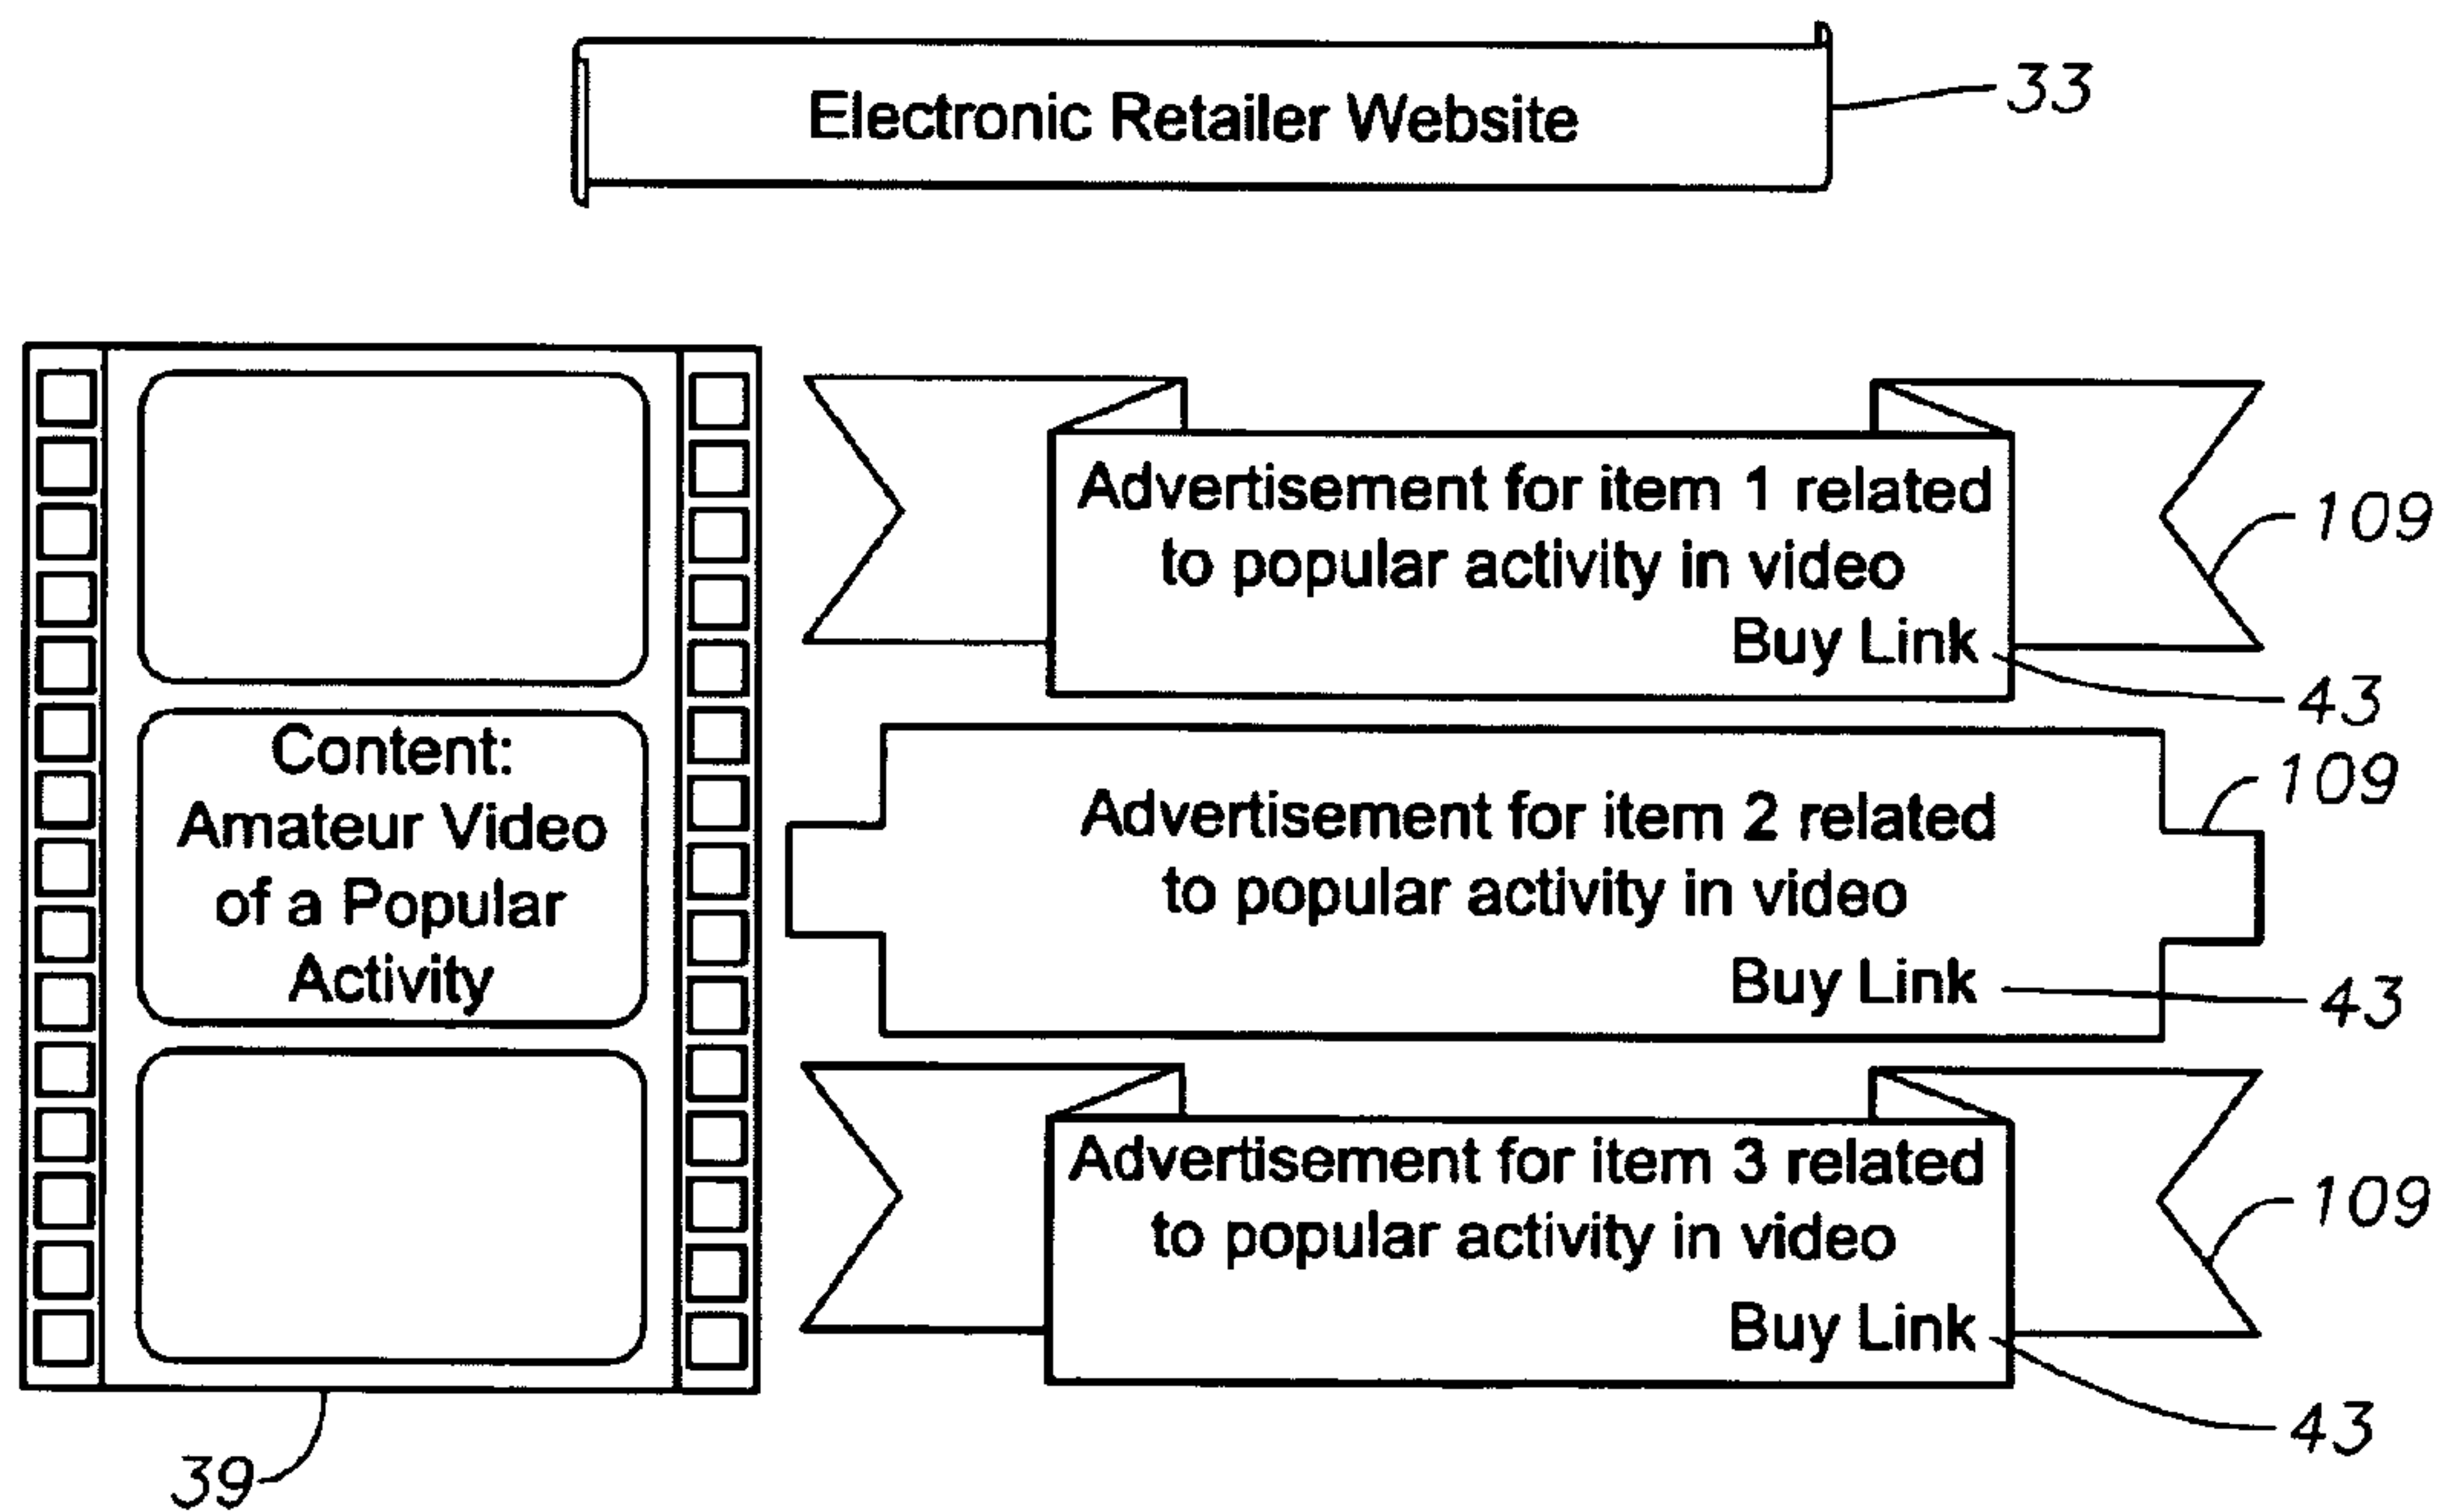 Electronic Retailer Website
33
Content:
Amateur Video
of a Popular
Activity
39
Advertisement for item 1 related
to popular activity in video
Buy Link
109
43
Advertisement for item 2 related
to popular activity in video
Buy Link
109
43
Advertisement for item 3 related
to popular activity in video
Buy Link
109
43